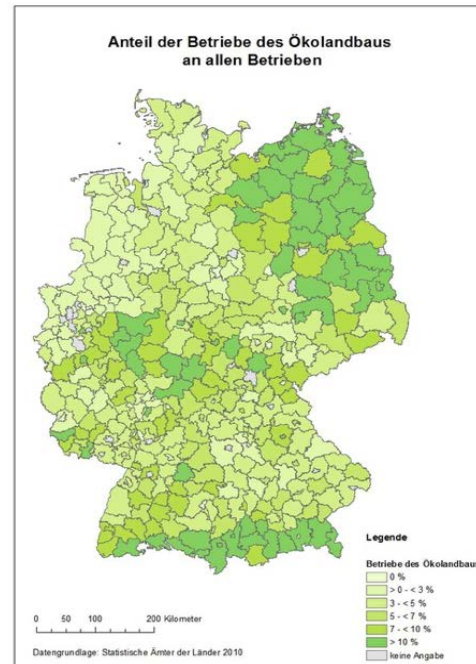 Anteil der Betriebe des Ökolandbaus
an allen Betrieben
Legende
Betriebe des Ökolandbaus
0 %
> 0 - < 3 %
3 - < 5 %
5 - < 7 %
7 - < 10 %
> 10 %
keine Angabe
0 50 100 200 Kilometer
Datengrundlage: Statistische Ämter der Länder 2010